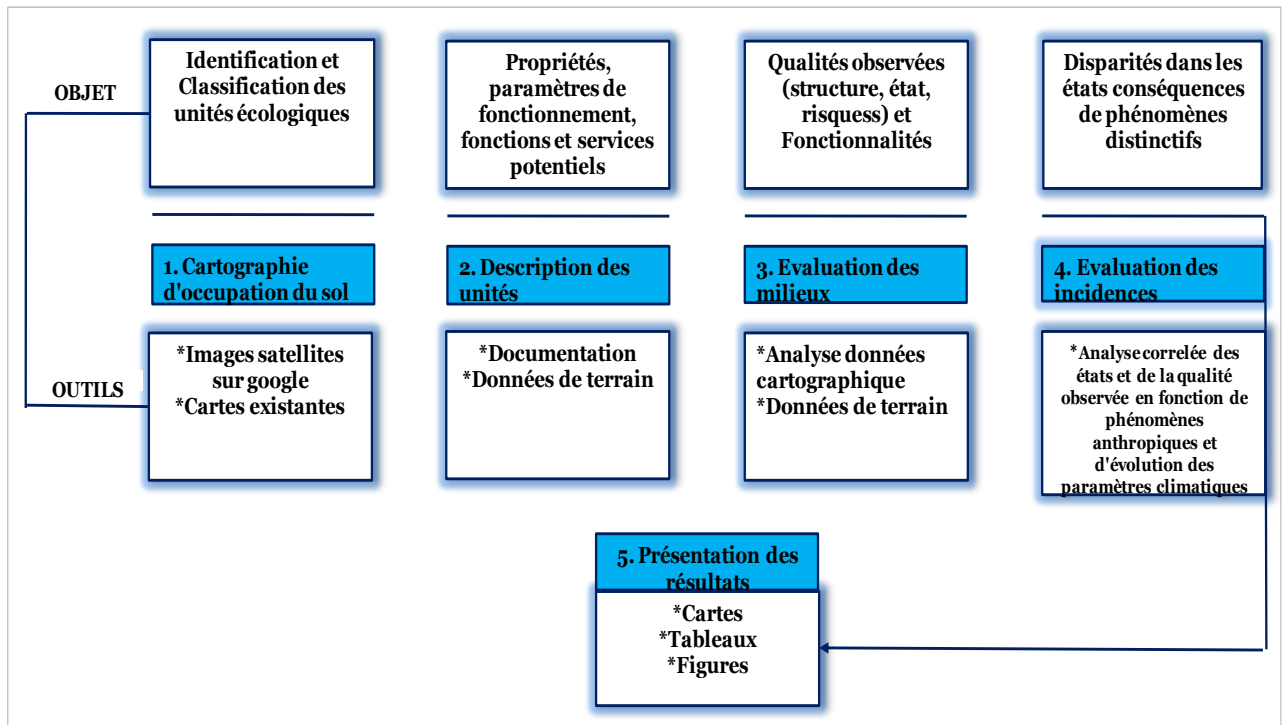 OBJET
Identification et
Classification des
unités écologiques
Propriétés,
paramètres de
fonctionnement,
fonctions et services
potentiels
Qualités observées
(structure, état,
risquess) et
Fonctionnalités
Disparités dans les
états conséquences
de phénomènes
distinctifs
1. Cartographie
d'occupation du sol
2. Description des
unités
3. Evaluation des
milieux
4. Evaluation des
incidences
OUTILS
*Images satellites
sur google
*Cartes existantes
*Documentation
*Données de terrain
*Analyse données
cartographique
*Données de terrain
*Analyse correlée des
états et de la qualité
observée en fonction de
phénomènes
anthropiques et
d'évolution des
paramètres climatiques
5. Présentation des
résultats
*Cartes
*Tableaux
*Figures